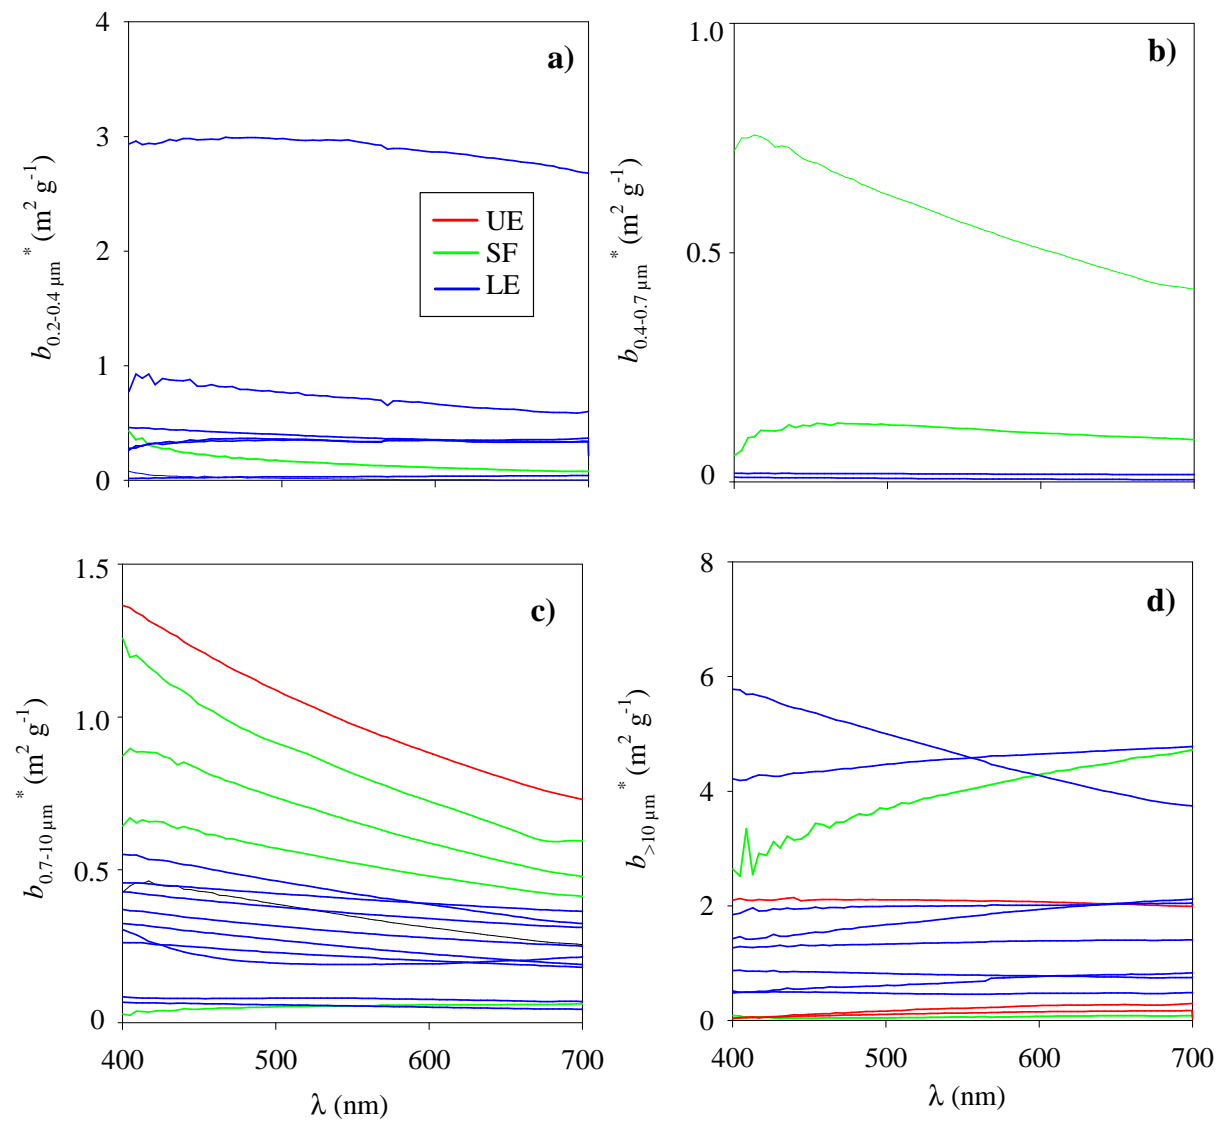 4
3
2
1
0
b0.2-0.4 µm* (m2 g-1)
a)
UE
SF
LE
1.0
0.5
0
b0.4-0.7 µm* (m2 g-1)
b)
1.5
1.0
0.5
0
b0.7-10 µm* (m2 g-1)
c)
400 500 600 700
λ (nm)
8
6
4
2
0
b>10 µm* (m2 g-1)
d)
400 500 600 700
λ (nm)